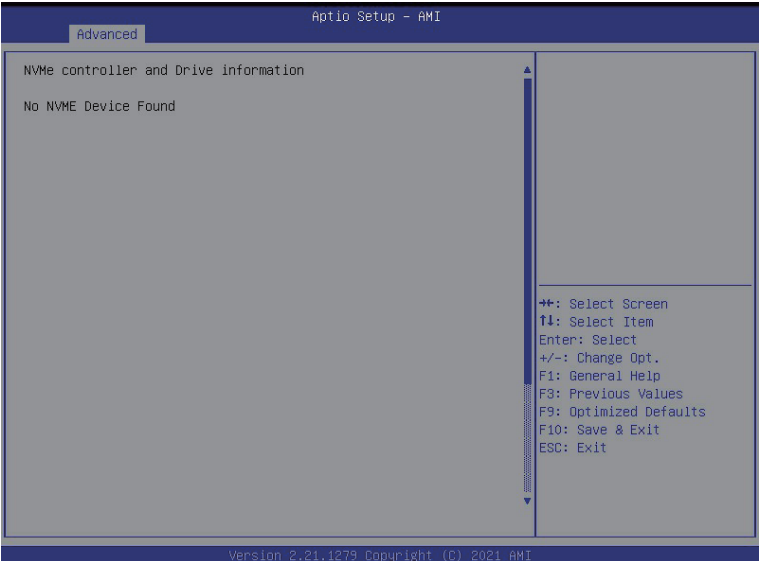 Aptio Setup – AMI
Advanced
NVMe controller and Drive information
No NVME Device Found
→←: Select Screen
↑↓: Select Item
Enter: Select
+/-: Change Opt.
F1: General Help
F3: Previous Values
F9: Optimized Defaults
F10: Save & Exit
ESC: Exit
Version 2.21.1279 Copyright (C) 2021 AMI